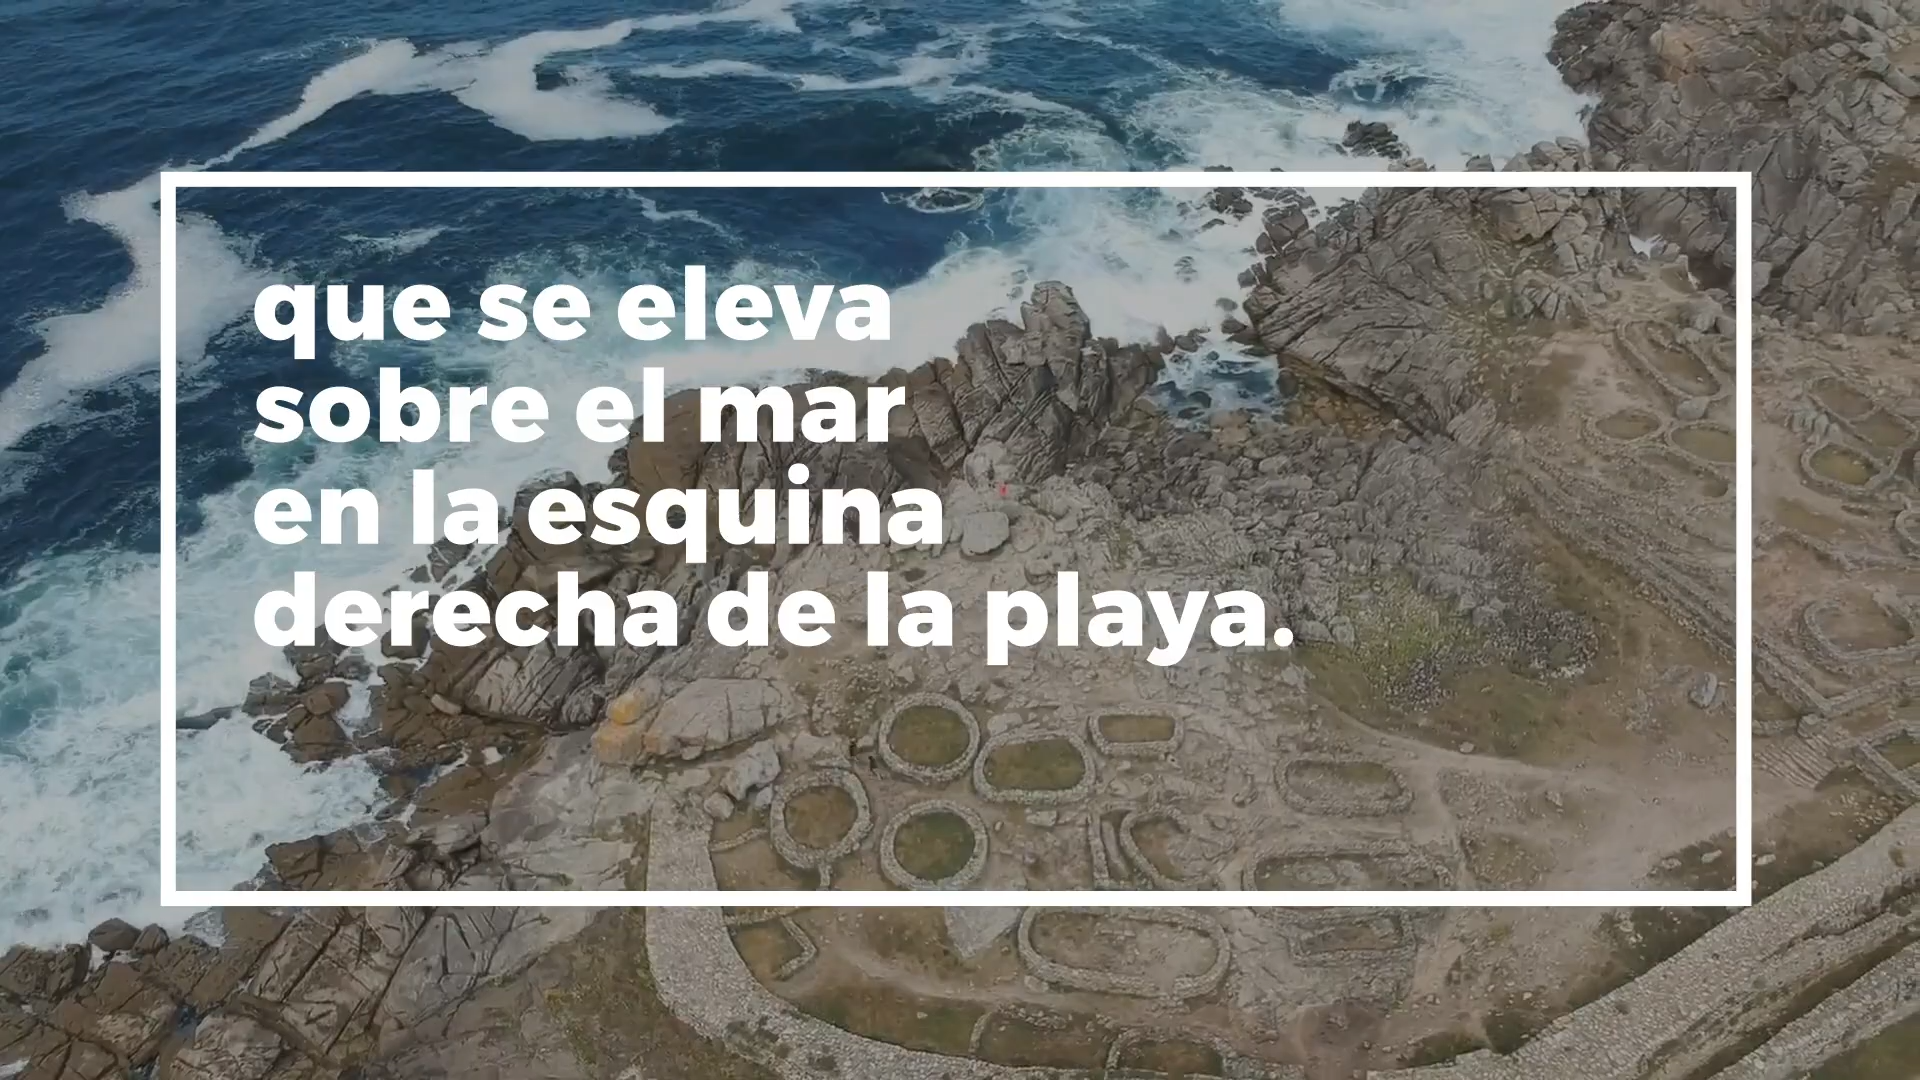 que se eleva
sobre el mar
en la esquina
derecha de la playa.